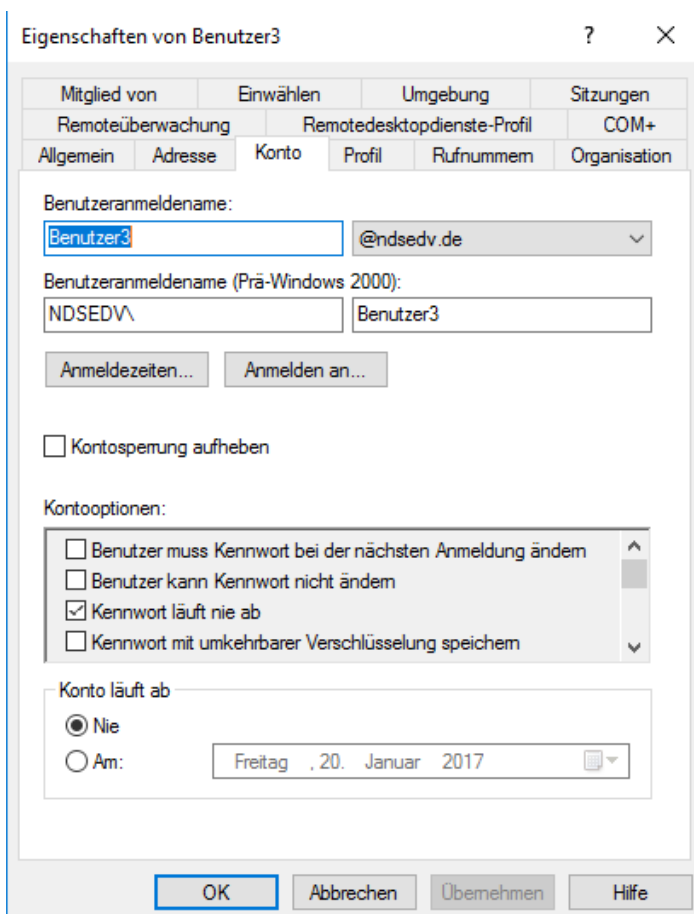 Eigenschaften von Benutzer3 ?
Mitglied von Einwählen Umgebung Sitzungen
Remoteüberwachung Remotedesktopdienste-Profil COM+
Allgemein Adresse Konto Profil Rufnummern Organisation
Benutzeranmeldename:
Benutzer3 @ndsedv.de
Benutzeranmeldename (Prä-Windows 2000):
NDSEDV\ Benutzer3
Anmeldezeiten... Anmelden an...
Kontosperrung aufheben
Kontooptionen:
Benutzer muss Kennwort bei der nächsten Anmeldung ändern
Benutzer kann Kennwort nicht ändern
Kennwort läuft nie ab
Kennwort mit umkehrbarer Verschlüsselung speichern
Konto läuft ab
Nie
Am: Freitag , 20. Januar 2017
OK Abbrechen Übernehmen Hilfe